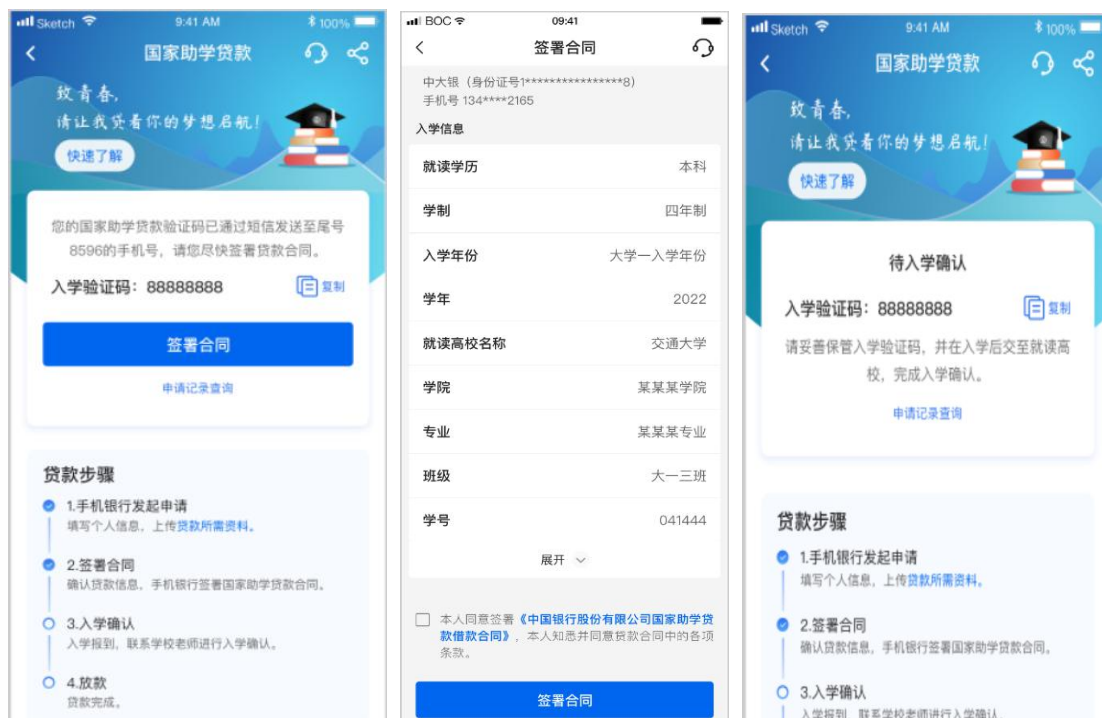 Sketch 9:41 AM 100%
国家助学贷款
致青春,
请让我贷着你的梦想启航!
快速了解
您的国家助学贷款验证码已通过短信发送至尾号
8596的手机号，请您尽快签署贷款合同。
入学验证码：88888888 复制
签署合同
申请记录查询
贷款步骤
1.手机银行发起申请
填写个人信息，上传贷款所需资料。
2.签署合同
确认贷款信息，手机银行签署国家助学贷款合同。
3.入学确认
入学报到，联系学校老师进行入学确认。
4.放款
贷款完成。
BOC 09:41
签署合同
中大银（身份证号1****************8）
手机号 134****2165
入学信息
就读学历 本科
学制 四年制
入学年份 大学一入学年份
学年 2022
就读高校名称 交通大学
学院 某某某学院
专业 某某某专业
班级 大一三班
学号 041444
展开
本人同意签署《中国银行股份有限公司国家助学贷
款借款合同》，本人知悉并同意贷款合同中的各项
条款。
签署合同
Sketch 9:41 AM 100%
国家助学贷款
致青春,
请让我贷着你的梦想启航!
快速了解
待入学确认
入学验证码：88888888 复制
请妥善保管入学验证码，并在入学后交至就读高
校，完成入学确认。
申请记录查询
贷款步骤
1.手机银行发起申请
填写个人信息，上传贷款所需资料。
2.签署合同
确认贷款信息，手机银行签署国家助学贷款合同。
3.入学确认
入学报到，联系学校老师进行入学确认。